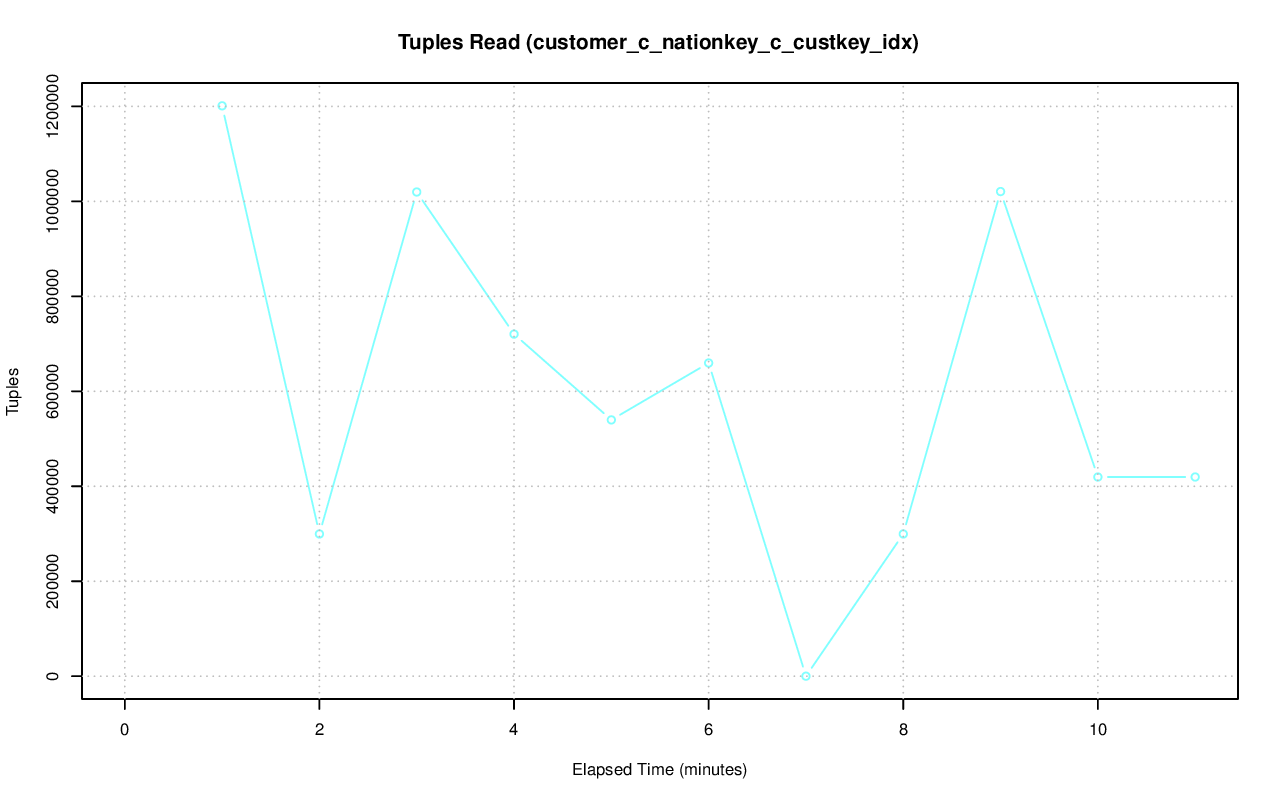 Tuples Read (customer_c_nationkey_c_custkey_idx)
1200000
1000000
800000
600000
400000
200000
0
Tuples
0 2 4 6 8 10
Elapsed Time (minutes)